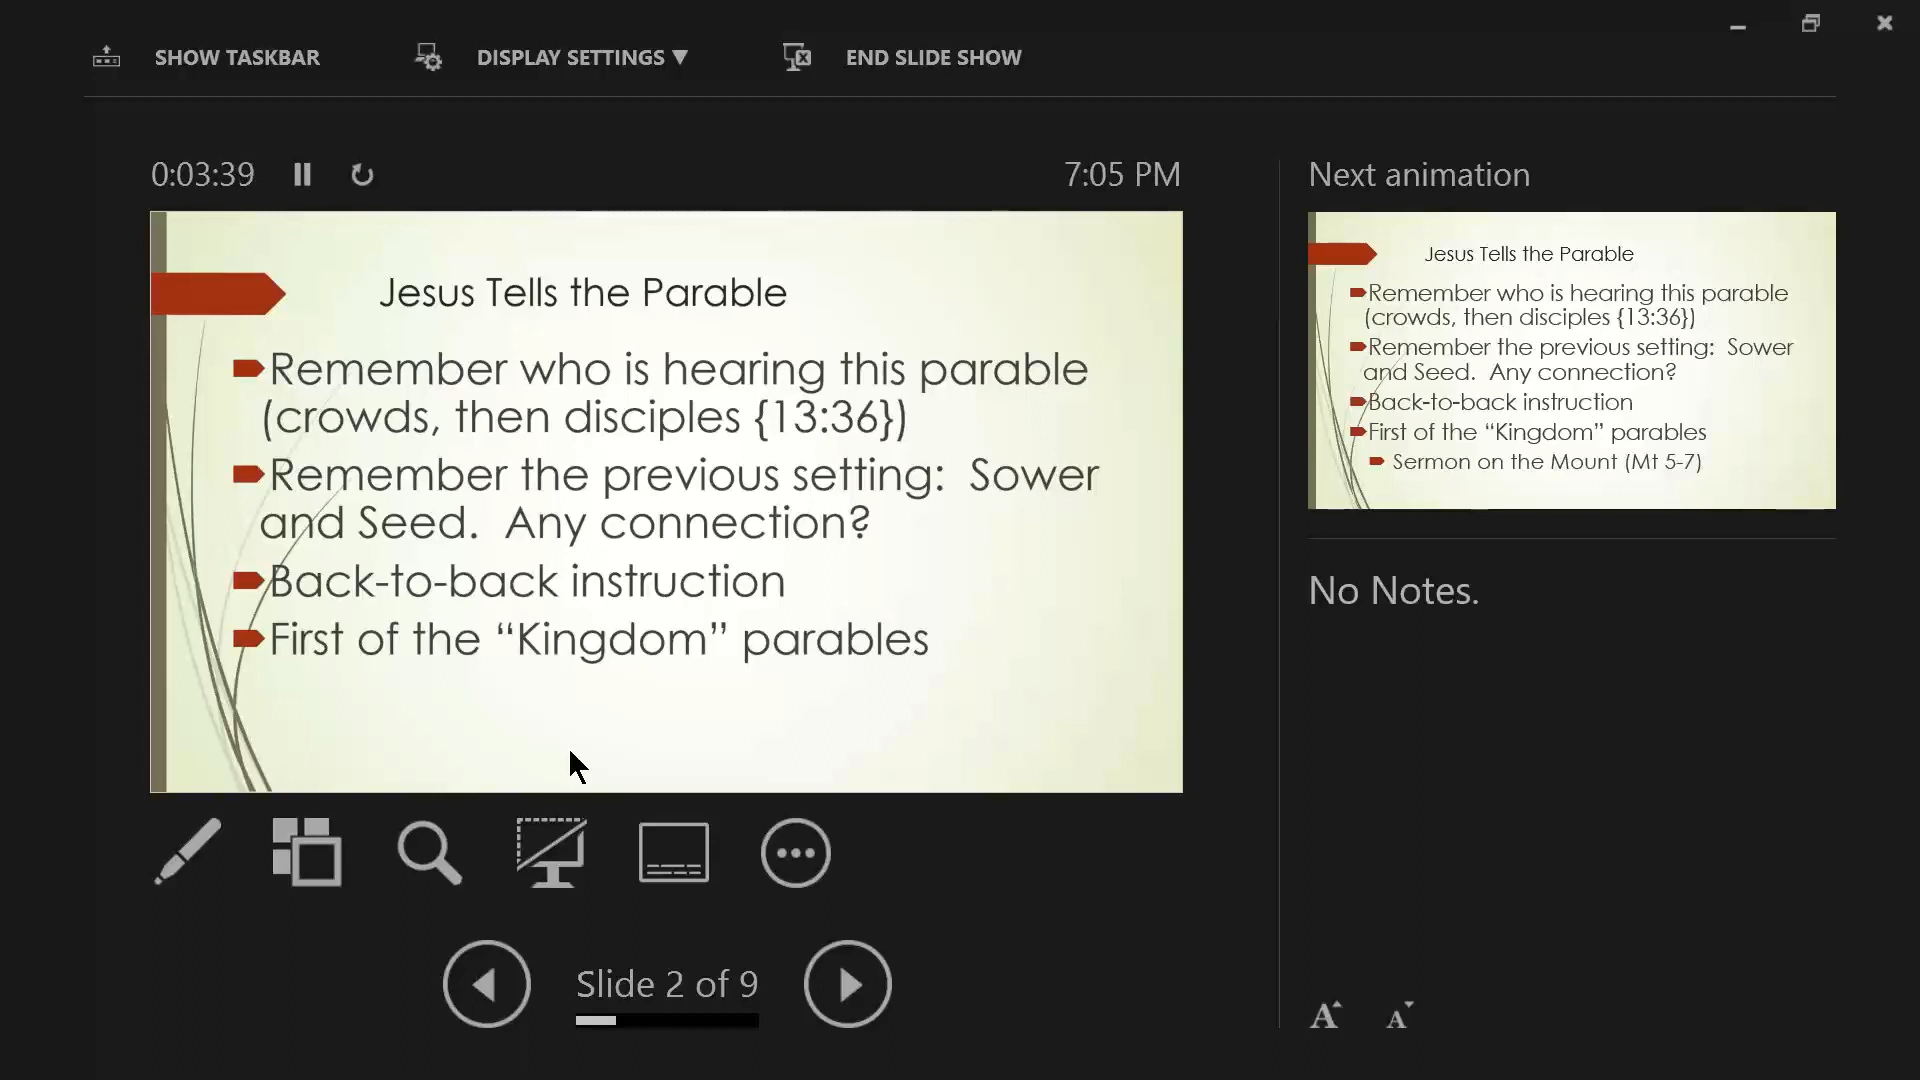 SHOW TASKBAR
DISPLAY SETTINGS ▼
END SLIDE SHOW
0:03:39
7:05 PM
Jesus Tells the Parable
Remember who is hearing this parable
(crowds, then disciples {13:36})
Remember the previous setting:  Sower
and Seed.  Any connection?
Back-to-back instruction
First of the “Kingdom” parables
Slide 2 of 9
Next animation
Jesus Tells the Parable
Remember who is hearing this parable
(crowds, then disciples {13:36})
Remember the previous setting:  Sower
and Seed.  Any connection?
Back-to-back instruction
First of the “Kingdom” parables
Sermon on the Mount (Mt 5-7)
No Notes.
A A